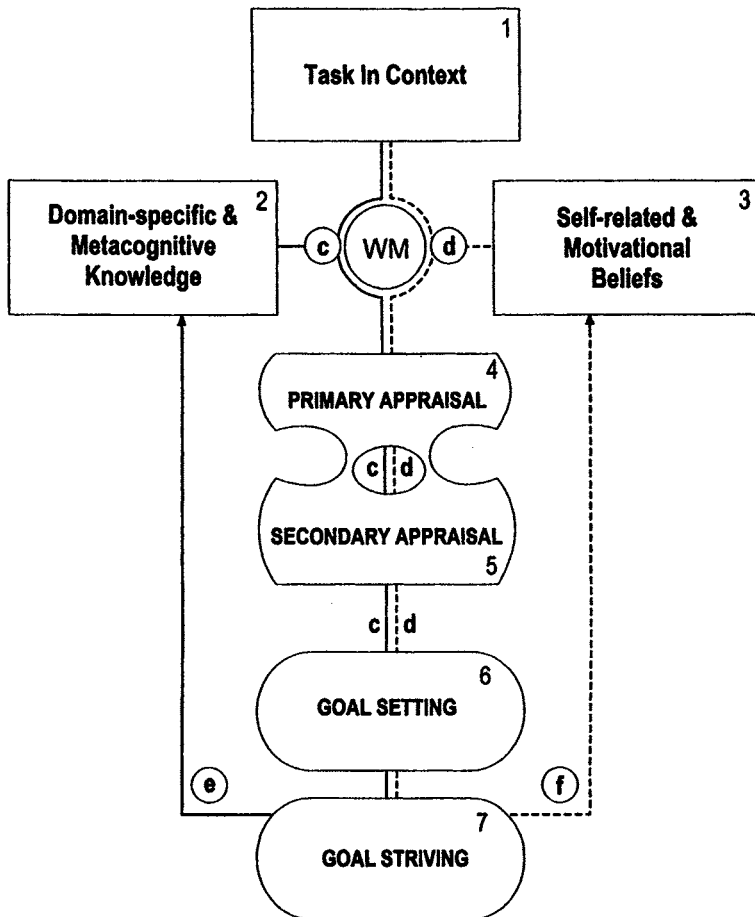 1
Task In Context
2
Domain-specific &
Metacognitive
Knowledge
c
WM
d
3
Self-related &
Motivational
Beliefs
4
PRIMARY APPRAISAL
c d
SECONDARY APPRAISAL
5
c d
6
GOAL SETTING
e
f
7
GOAL STRIVING